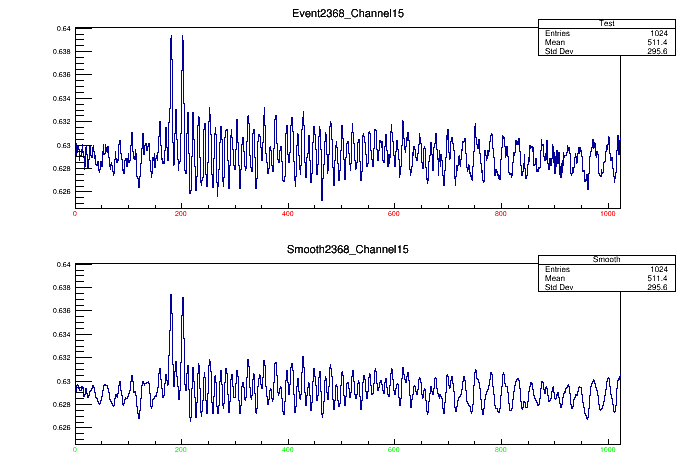 Event2368_Channel15
Test
Entries 1024
Mean 511.4
Std Dev 295.6
0.64
0.638
0.636
0.634
0.632
0.63
0.628
0.626
0 200 400 600 800 1000
Smooth2368_Channel15
Smooth
Entries 1024
Mean 511.4
Std Dev 295.6
0.64
0.638
0.636
0.634
0.632
0.63
0.628
0.626
0 200 400 600 800 1000